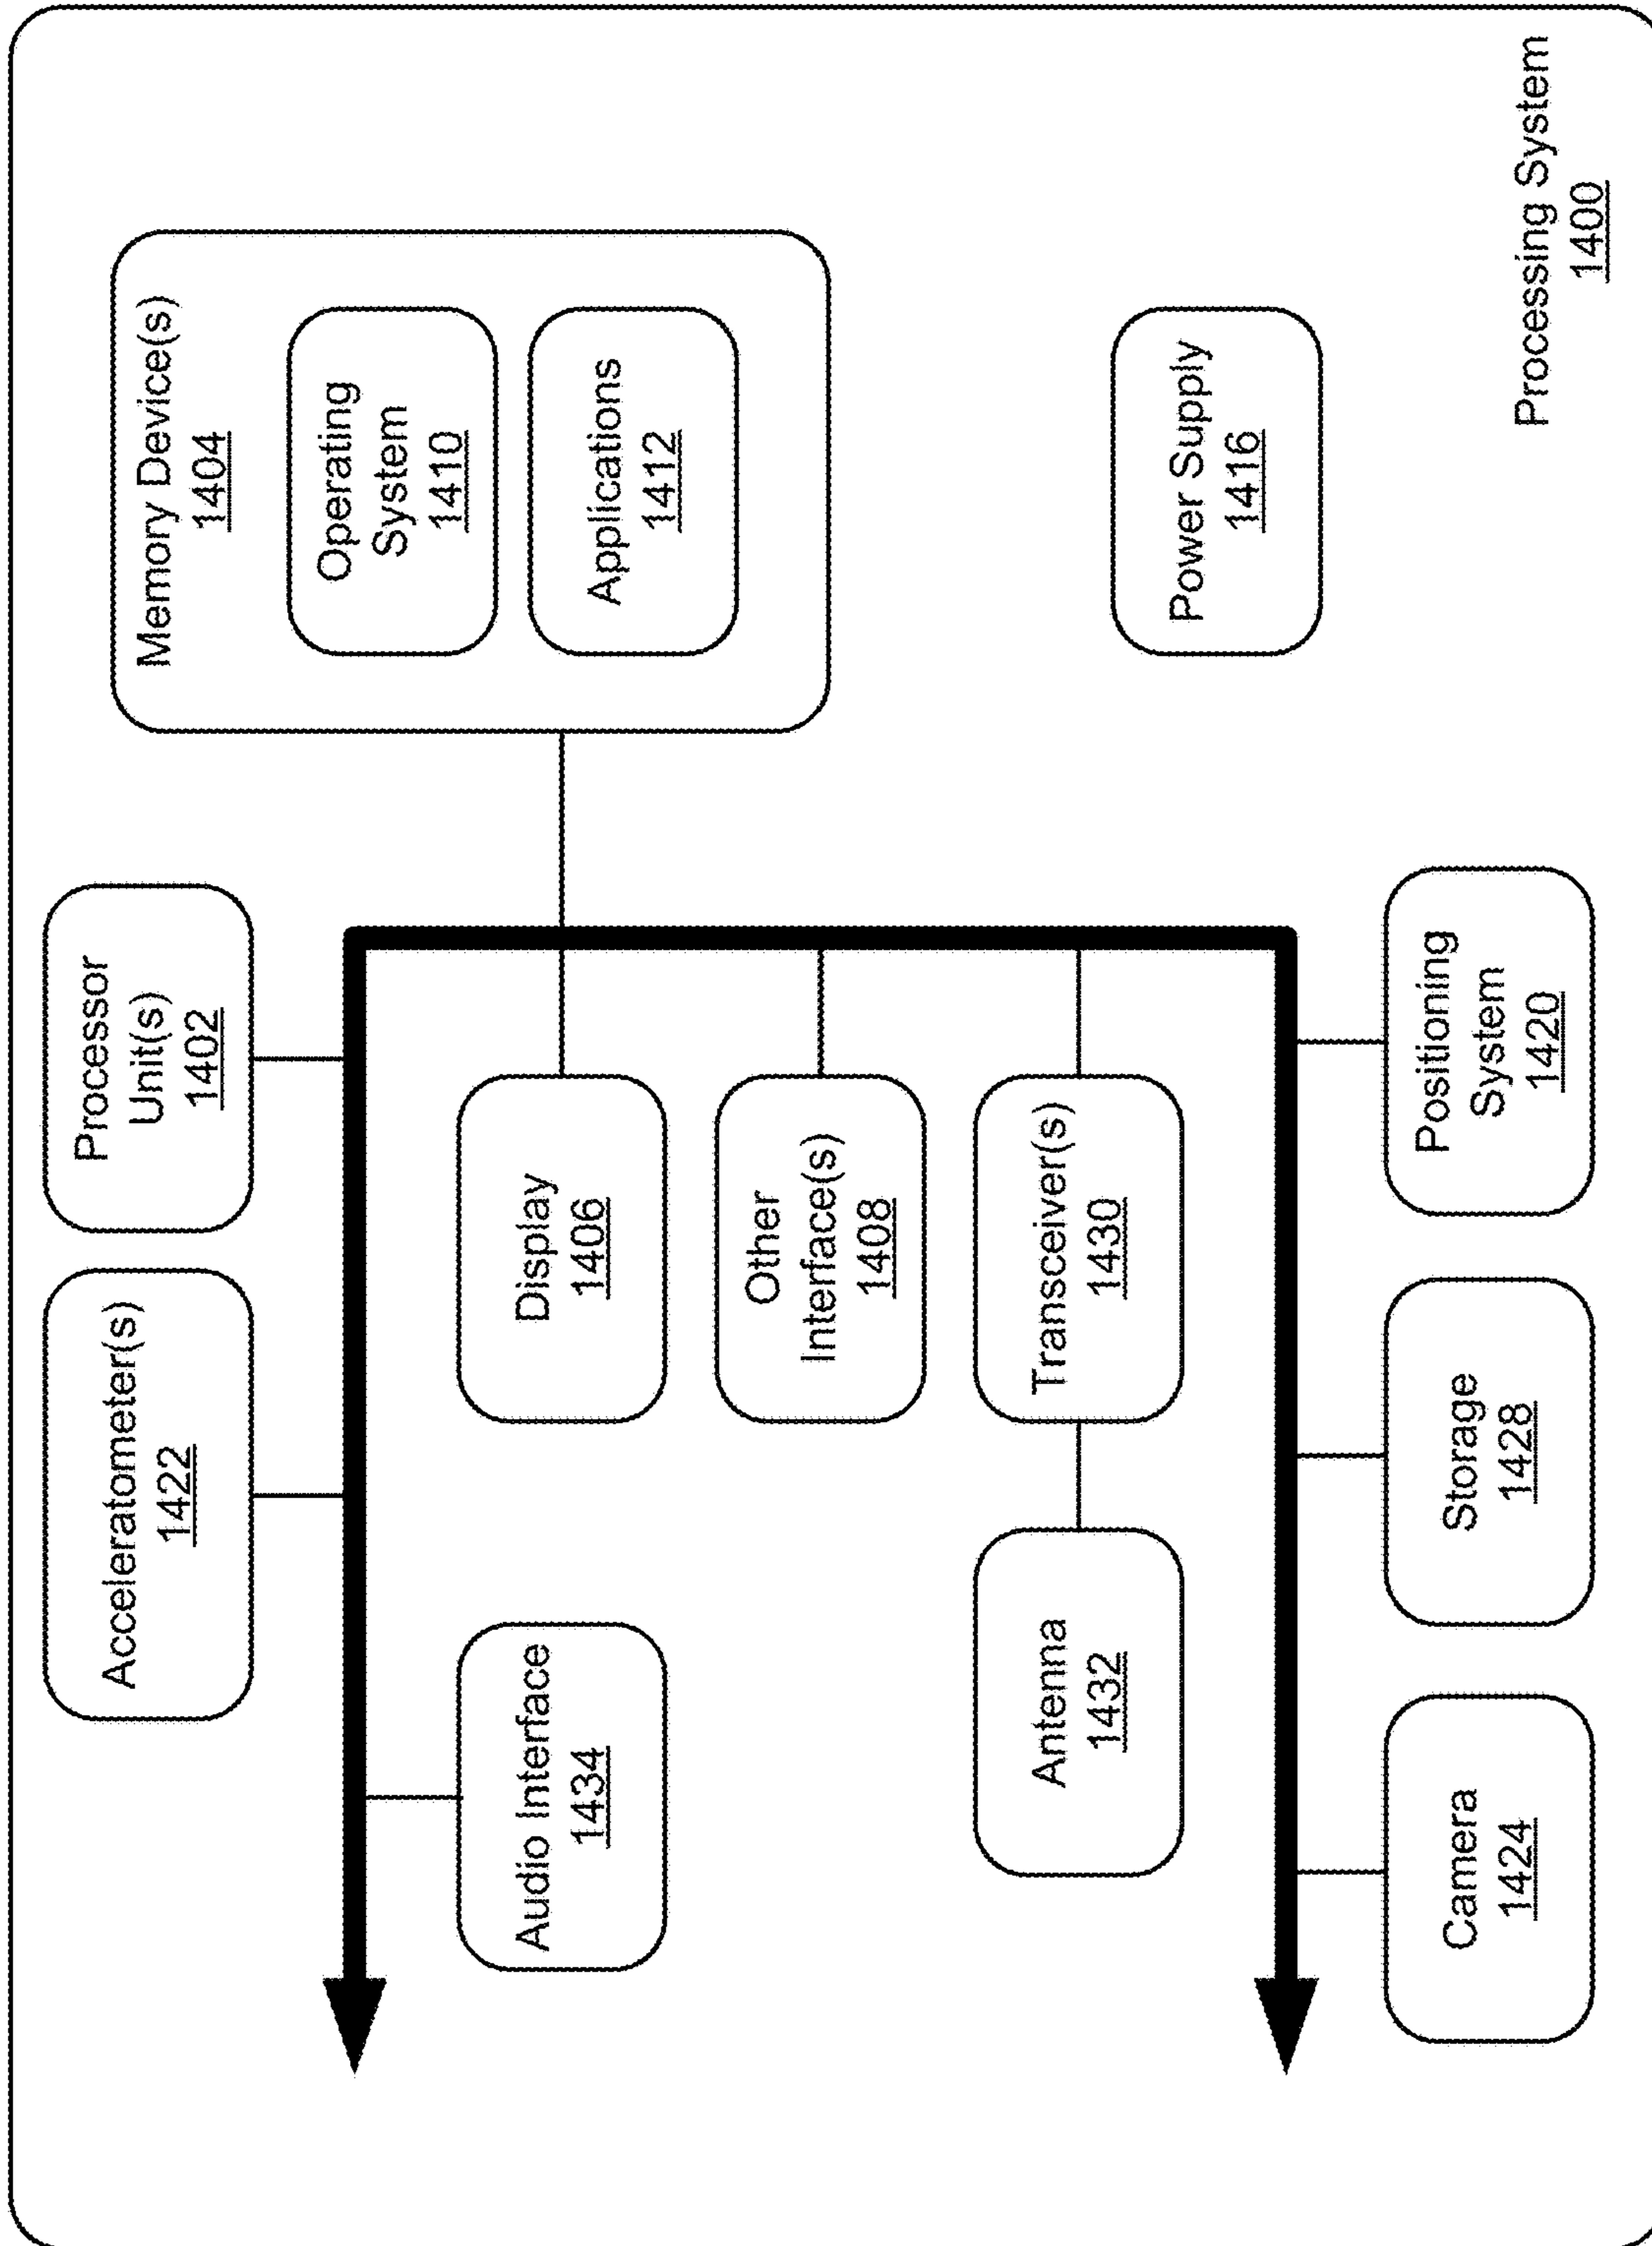 Acceleratometer(s)
1422
Processor
Unit(s)
1402
Memory Device(s)
1404
Operating
System
1410
Applications
1412
Audio Interface
1434
Display
1406
Other
Interface(s)
1408
Antenna
1432
Transceiver(s)
1430
Power Supply
1416
Camera
1424
Storage
1428
Positioning
System
1420
Processing System
1400